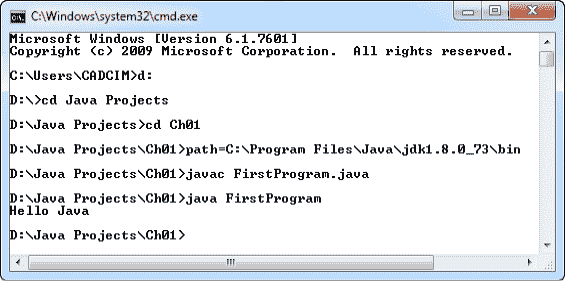 C:\Windows\system32\cmd.exe
Microsoft Windows [Version 6.1.7601]
Copyright (c) 2009 Microsoft Corporation.  All rights reserved.
C:\Users\CADCIM>d:
D:\>cd Java Projects
D:\Java Projects>cd Ch01
D:\Java Projects\Ch01>path=C:\Program Files\Java\jdk1.8.0_73\bin
D:\Java Projects\Ch01>javac FirstProgram.java
D:\Java Projects\Ch01>java FirstProgram
Hello Java
D:\Java Projects\Ch01>